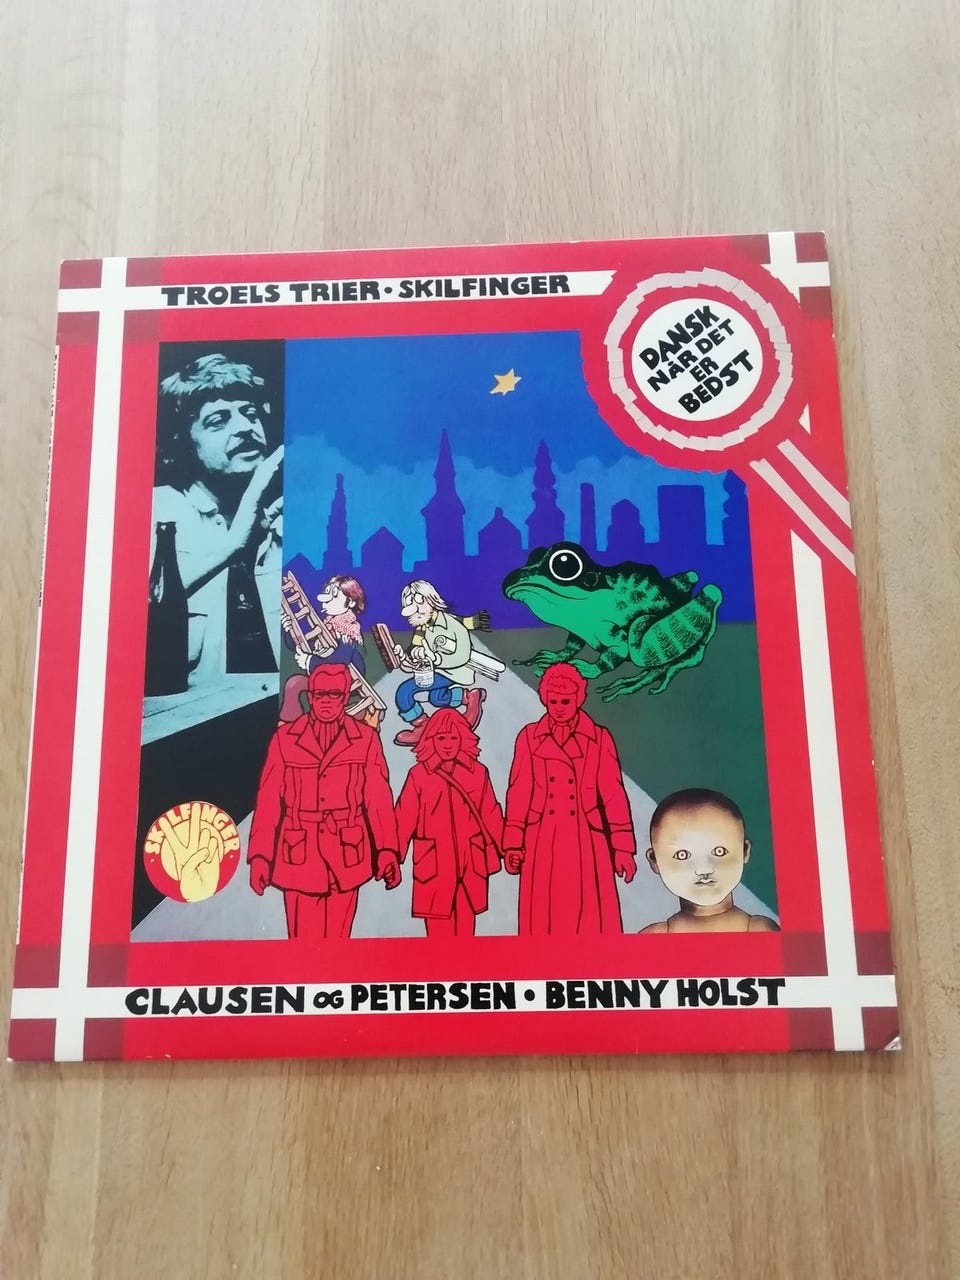 TROELS TRIER • SKILFINGER
DANSK
NÅR DET
ER
BEDST
SKILFINGER
CLAUSEN OG PETERSEN • BENNY HOLST